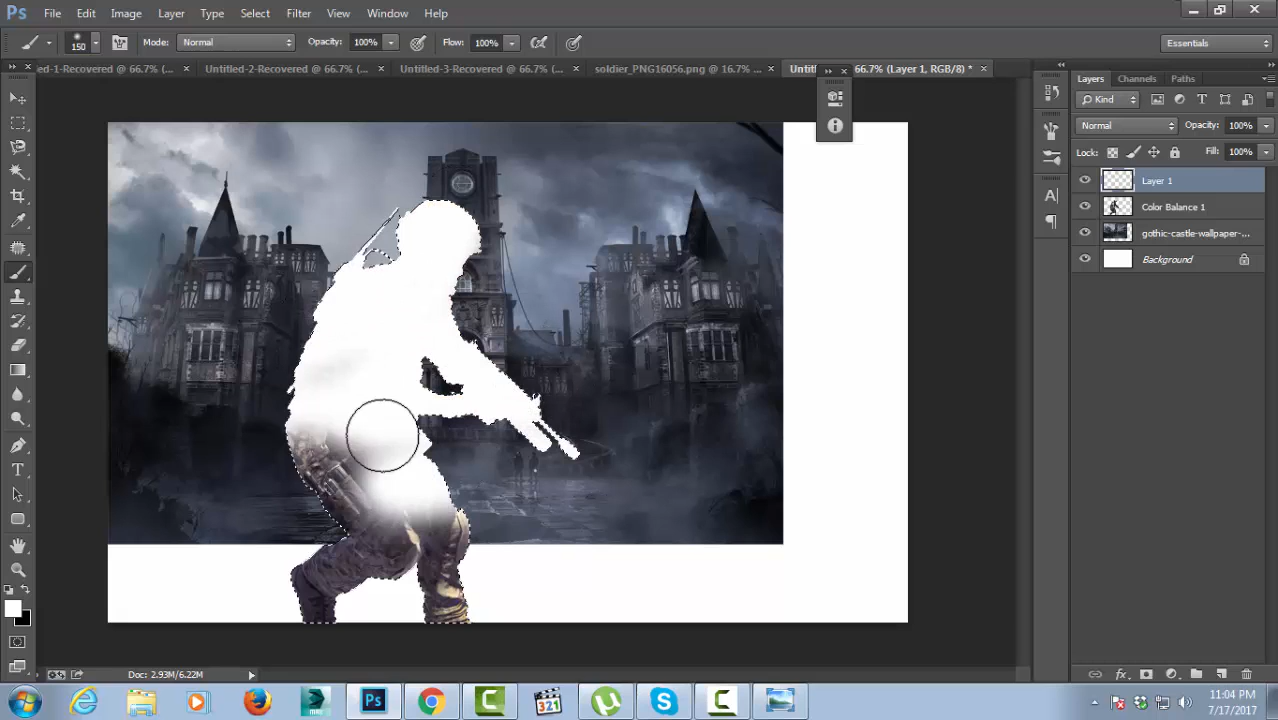 Ps File Edit Image Layer Type Select Filter View Window Help
150 Mode: Normal Opacity: 100% Flow: 100% Essentials
ed-1-Recovered @ 66.7% (... × Untitled-2-Recovered @ 66.7% (... × Untitled-3-Recovered @ 66.7% (... × soldier_PNG16056.png @ 16.7% ... × Untit 66.7% (Layer 1, RGB/8) * ×
Layers Channels Paths
Kind
Normal Opacity: 100%
Lock: Fill: 100%
Layer 1
Color Balance 1
gothic-castle-wallpaper-...
Background
Doc: 2.93M/6.22M
11:04 PM
7/17/2017